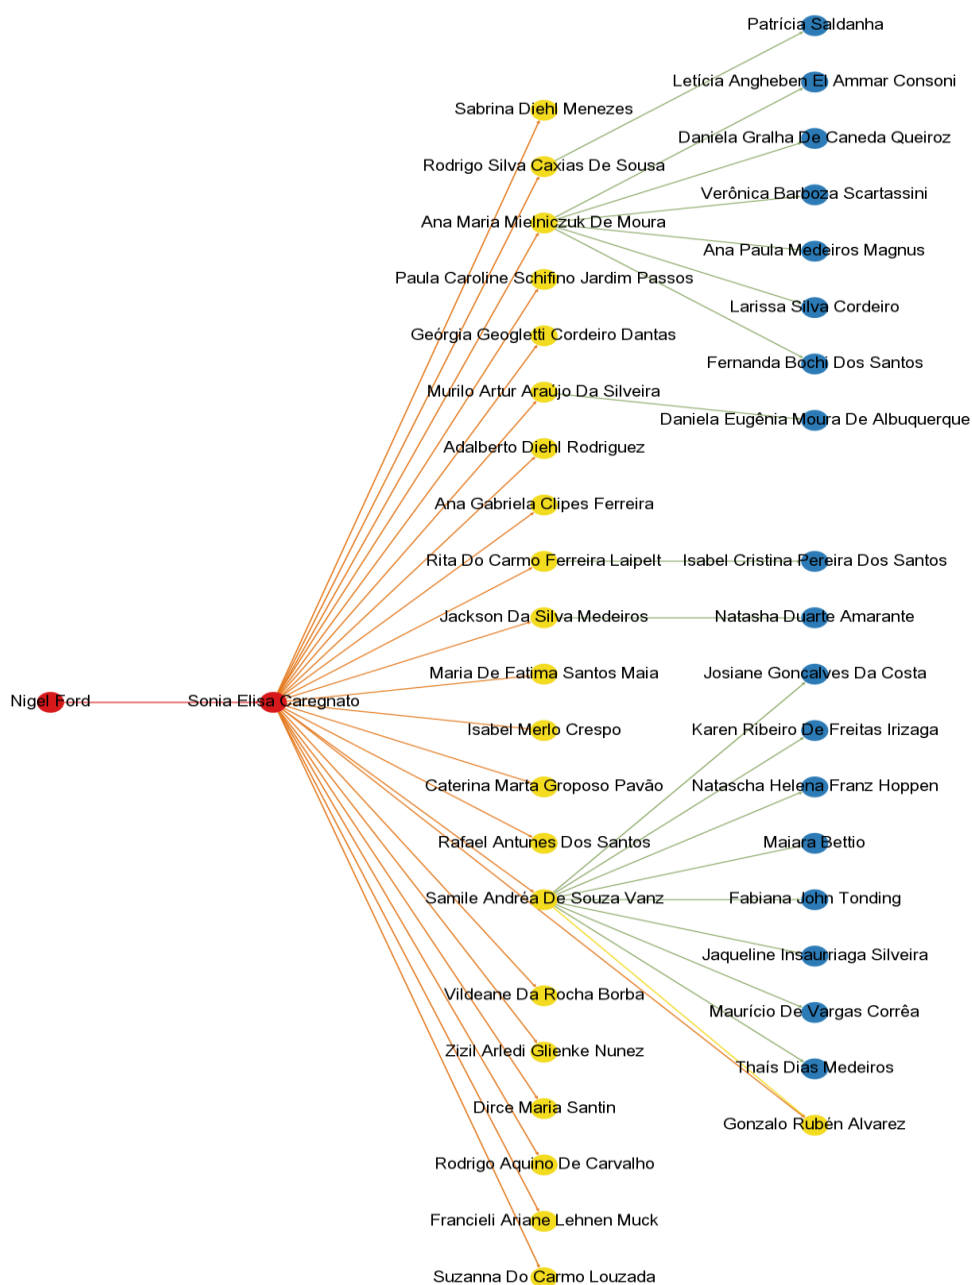 Patrícia Saldanha
Letícia Angheben El Ammar Consoni
Sabrina Diehl Menezes
Daniela Gralha De Caneda Queiroz
Rodrigo Silva Caxias De Sousa
Verônica Barboza Scartassini
Ana Maria Mielniczuk De Moura
Ana Paula Medeiros Magnus
Paula Caroline Schifino Jardim Passos
Larissa Silva Cordeiro
Geórgia Geogletti Cordeiro Dantas
Fernanda Bochi Dos Santos
Murilo Artur Araújo Da Silveira
Daniela Eugênia Moura De Albuquerque
Adalberto Diehl Rodriguez
Ana Gabriela Clipes Ferreira
Rita Do Carmo Ferreira Laipelt
Isabel Cristina Pereira Dos Santos
Jackson Da Silva Medeiros
Natasha Duarte Amarante
Maria De Fatima Santos Maia
Josiane Goncalves Da Costa
Nigel Ford
Sonia Elisa Caregnato
Isabel Merlo Crespo
Karen Ribeiro De Freitas Irizaga
Caterina Marta Groposo Pavão
Natascha Helena Franz Hoppen
Rafael Antunes Dos Santos
Maiara Bettio
Samile Andréa De Souza Vanz
Fabiana John Tonding
Jaqueline Insaurriaga Silveira
Vildeane Da Rocha Borba
Maurício De Vargas Corrêa
Zizil Arledi Glienke Nunez
Thaís Dias Medeiros
Dirce Maria Santin
Gonzalo Rubén Alvarez
Rodrigo Aquino De Carvalho
Francieli Ariane Lehnen Muck
Suzanna Do Carmo Louzada